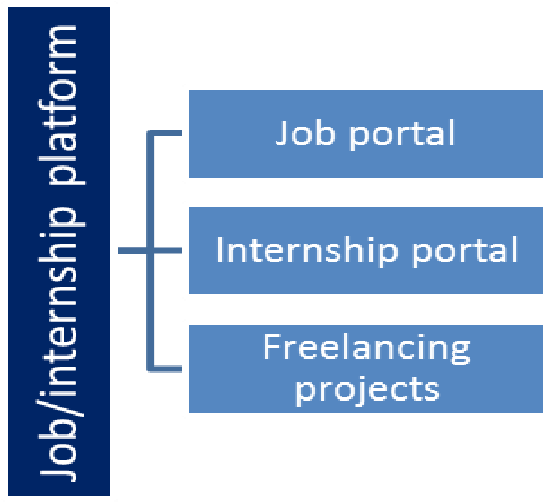 Job/internship platform
Job portal
Internship portal
Freelancing
projects